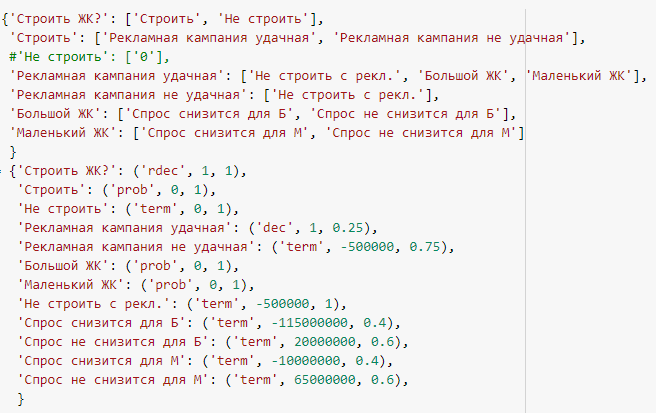 {'Строить ЖК?': ['Строить', 'Не строить'],
'Строить': ['Рекламная кампания удачная', 'Рекламная кампания не удачная'],
#'Не строить': ['0'],
'Рекламная кампания удачная': ['Не строить с рекл.', 'Большой ЖК', 'Маленький ЖК'],
'Рекламная кампания не удачная': ['Не строить с рекл.'],
'Большой ЖК': ['Спрос снизится для Б', 'Спрос не снизится для Б'],
'Маленький ЖК': ['Спрос снизится для М', 'Спрос не снизится для М']
}
{'Строить ЖК?': ('rdec', 1, 1),
'Строить': ('prob', 0, 1),
'Не строить': ('term', 0, 1),
'Рекламная кампания удачная': ('dec', 1, 0.25),
'Рекламная кампания не удачная': ('term', -500000, 0.75),
'Большой ЖК': ('prob', 0, 1),
'Маленький ЖК': ('prob', 0, 1),
'Не строить с рекл.': ('term', -500000, 1),
'Спрос снизится для Б': ('term', -115000000, 0.4),
'Спрос не снизится для Б': ('term', 20000000, 0.6),
'Спрос снизится для М': ('term', -10000000, 0.4),
'Спрос не снизится для М': ('term', 65000000, 0.6),
}